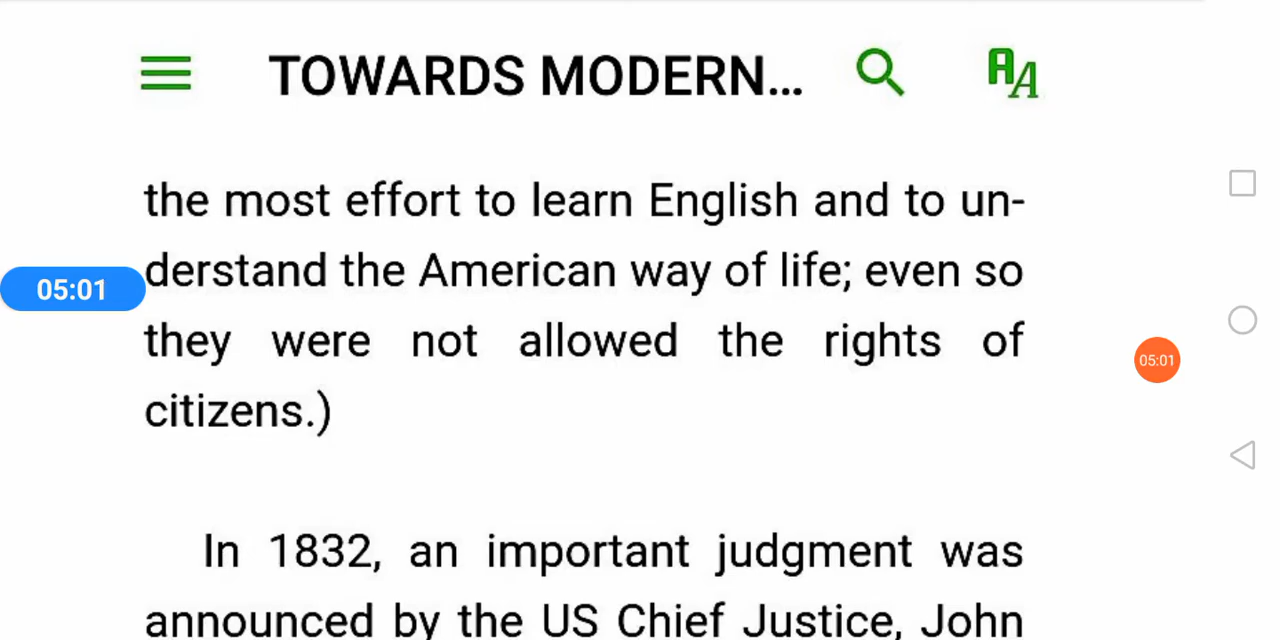 TOWARDS MODERN...
the most effort to learn English and to un-
derstand the American way of life; even so
05:01
they were not allowed the rights of
05:01
citizens.)
In 1832, an important judgment was
announced by the US Chief Justice, John